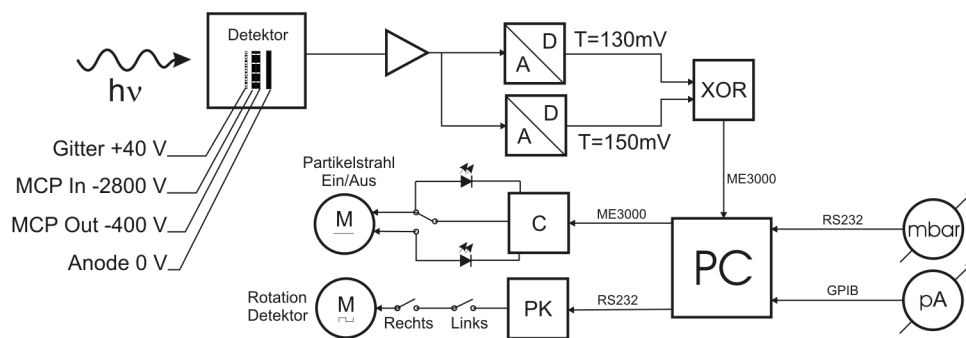 Detektor
hν
Gitter +40 V
MCP In -2800 V
MCP Out -400 V
Anode 0 V
D
A
T=130mV
D
A
T=150mV
XOR
ME3000
Partikelstrahl
Ein/Aus
M
C
ME3000
PC
RS232
mbar
GPIB
pA
Rotation
Detektor
M
Rechts
Links
PK
RS232